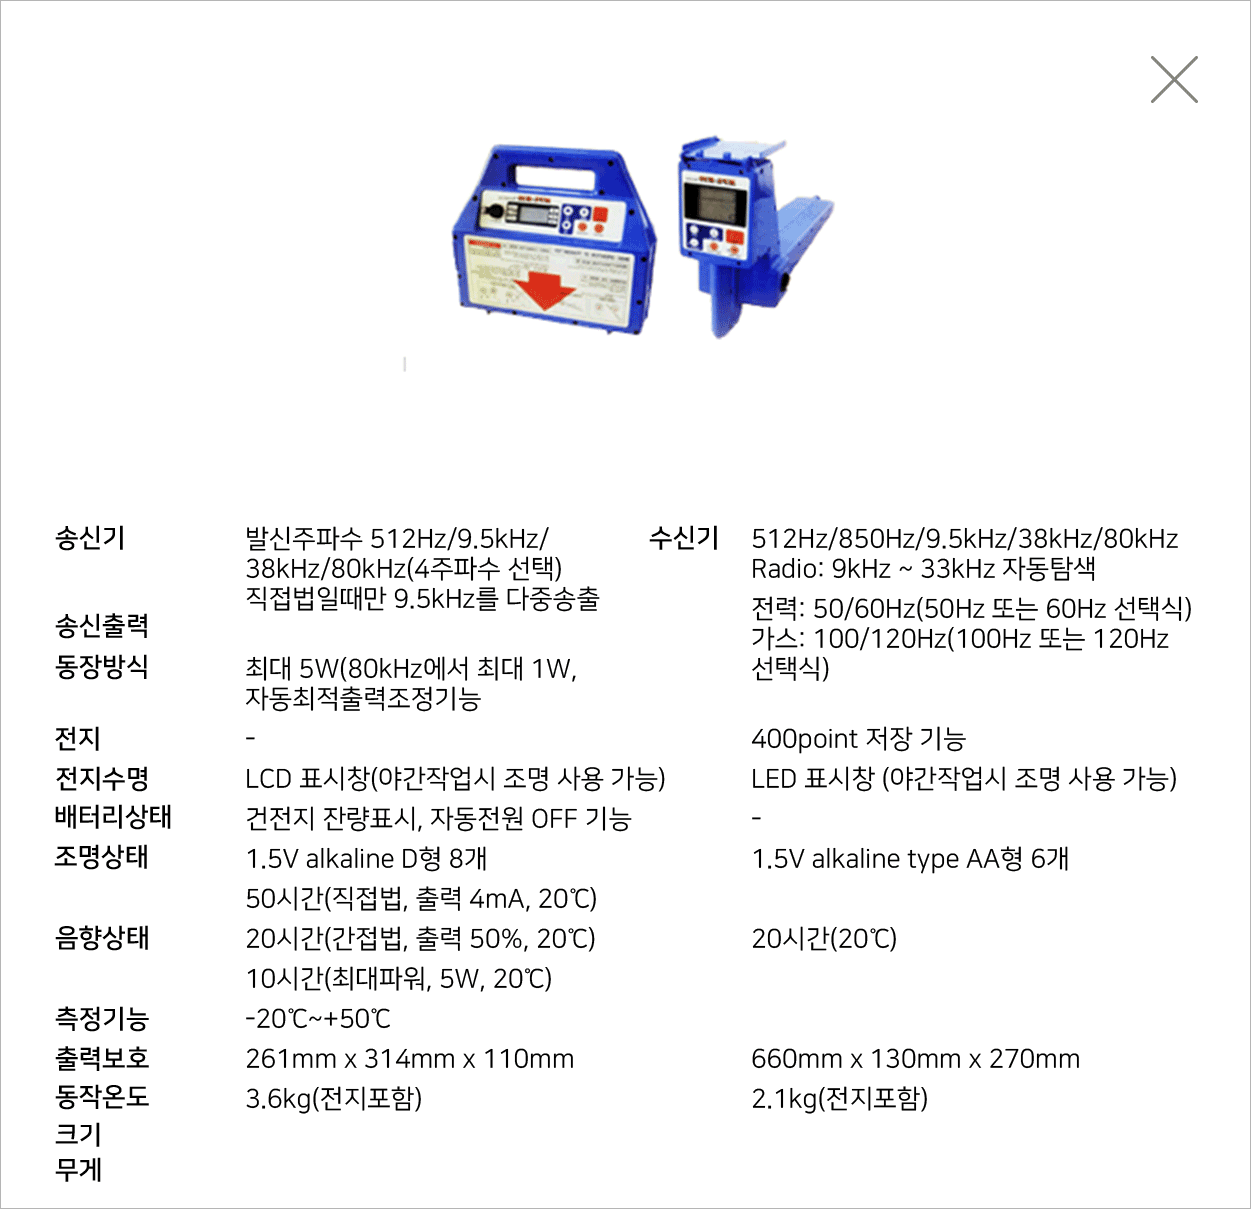 송신기 발신주파수 512Hz/9.5kHz/ 수신기 512Hz/850Hz/9.5kHz/38kHz/80kHz
38kHz/80kHz(4주파수 선택) Radio: 9kHz ~ 33kHz 자동탐색
직접법일때만 9.5kHz를 다중송출 전력: 50/60Hz(50Hz 또는 60Hz 선택식)
송신출력 가스: 100/120Hz(100Hz 또는 120Hz
동장방식 최대 5W(80kHz에서 최대 1W, 선택식)
자동최적출력조정기능
전지 - 400point 저장 기능
전지수명 LCD 표시창(야간작업시 조명 사용 가능) LED 표시창 (야간작업시 조명 사용 가능)
배터리상태 건전지 잔량표시, 자동전원 OFF 기능 -
조명상태 1.5V alkaline D형 8개 1.5V alkaline type AA형 6개
50시간(직접법, 출력 4mA, 20℃)
음향상태 20시간(간접법, 출력 50%, 20℃) 20시간(20℃)
10시간(최대파워, 5W, 20℃)
측정기능 -20℃~+50℃
출력보호 261mm x 314mm x 110mm 660mm x 130mm x 270mm
동작온도 3.6kg(전지포함) 2.1kg(전지포함)
크기
무게